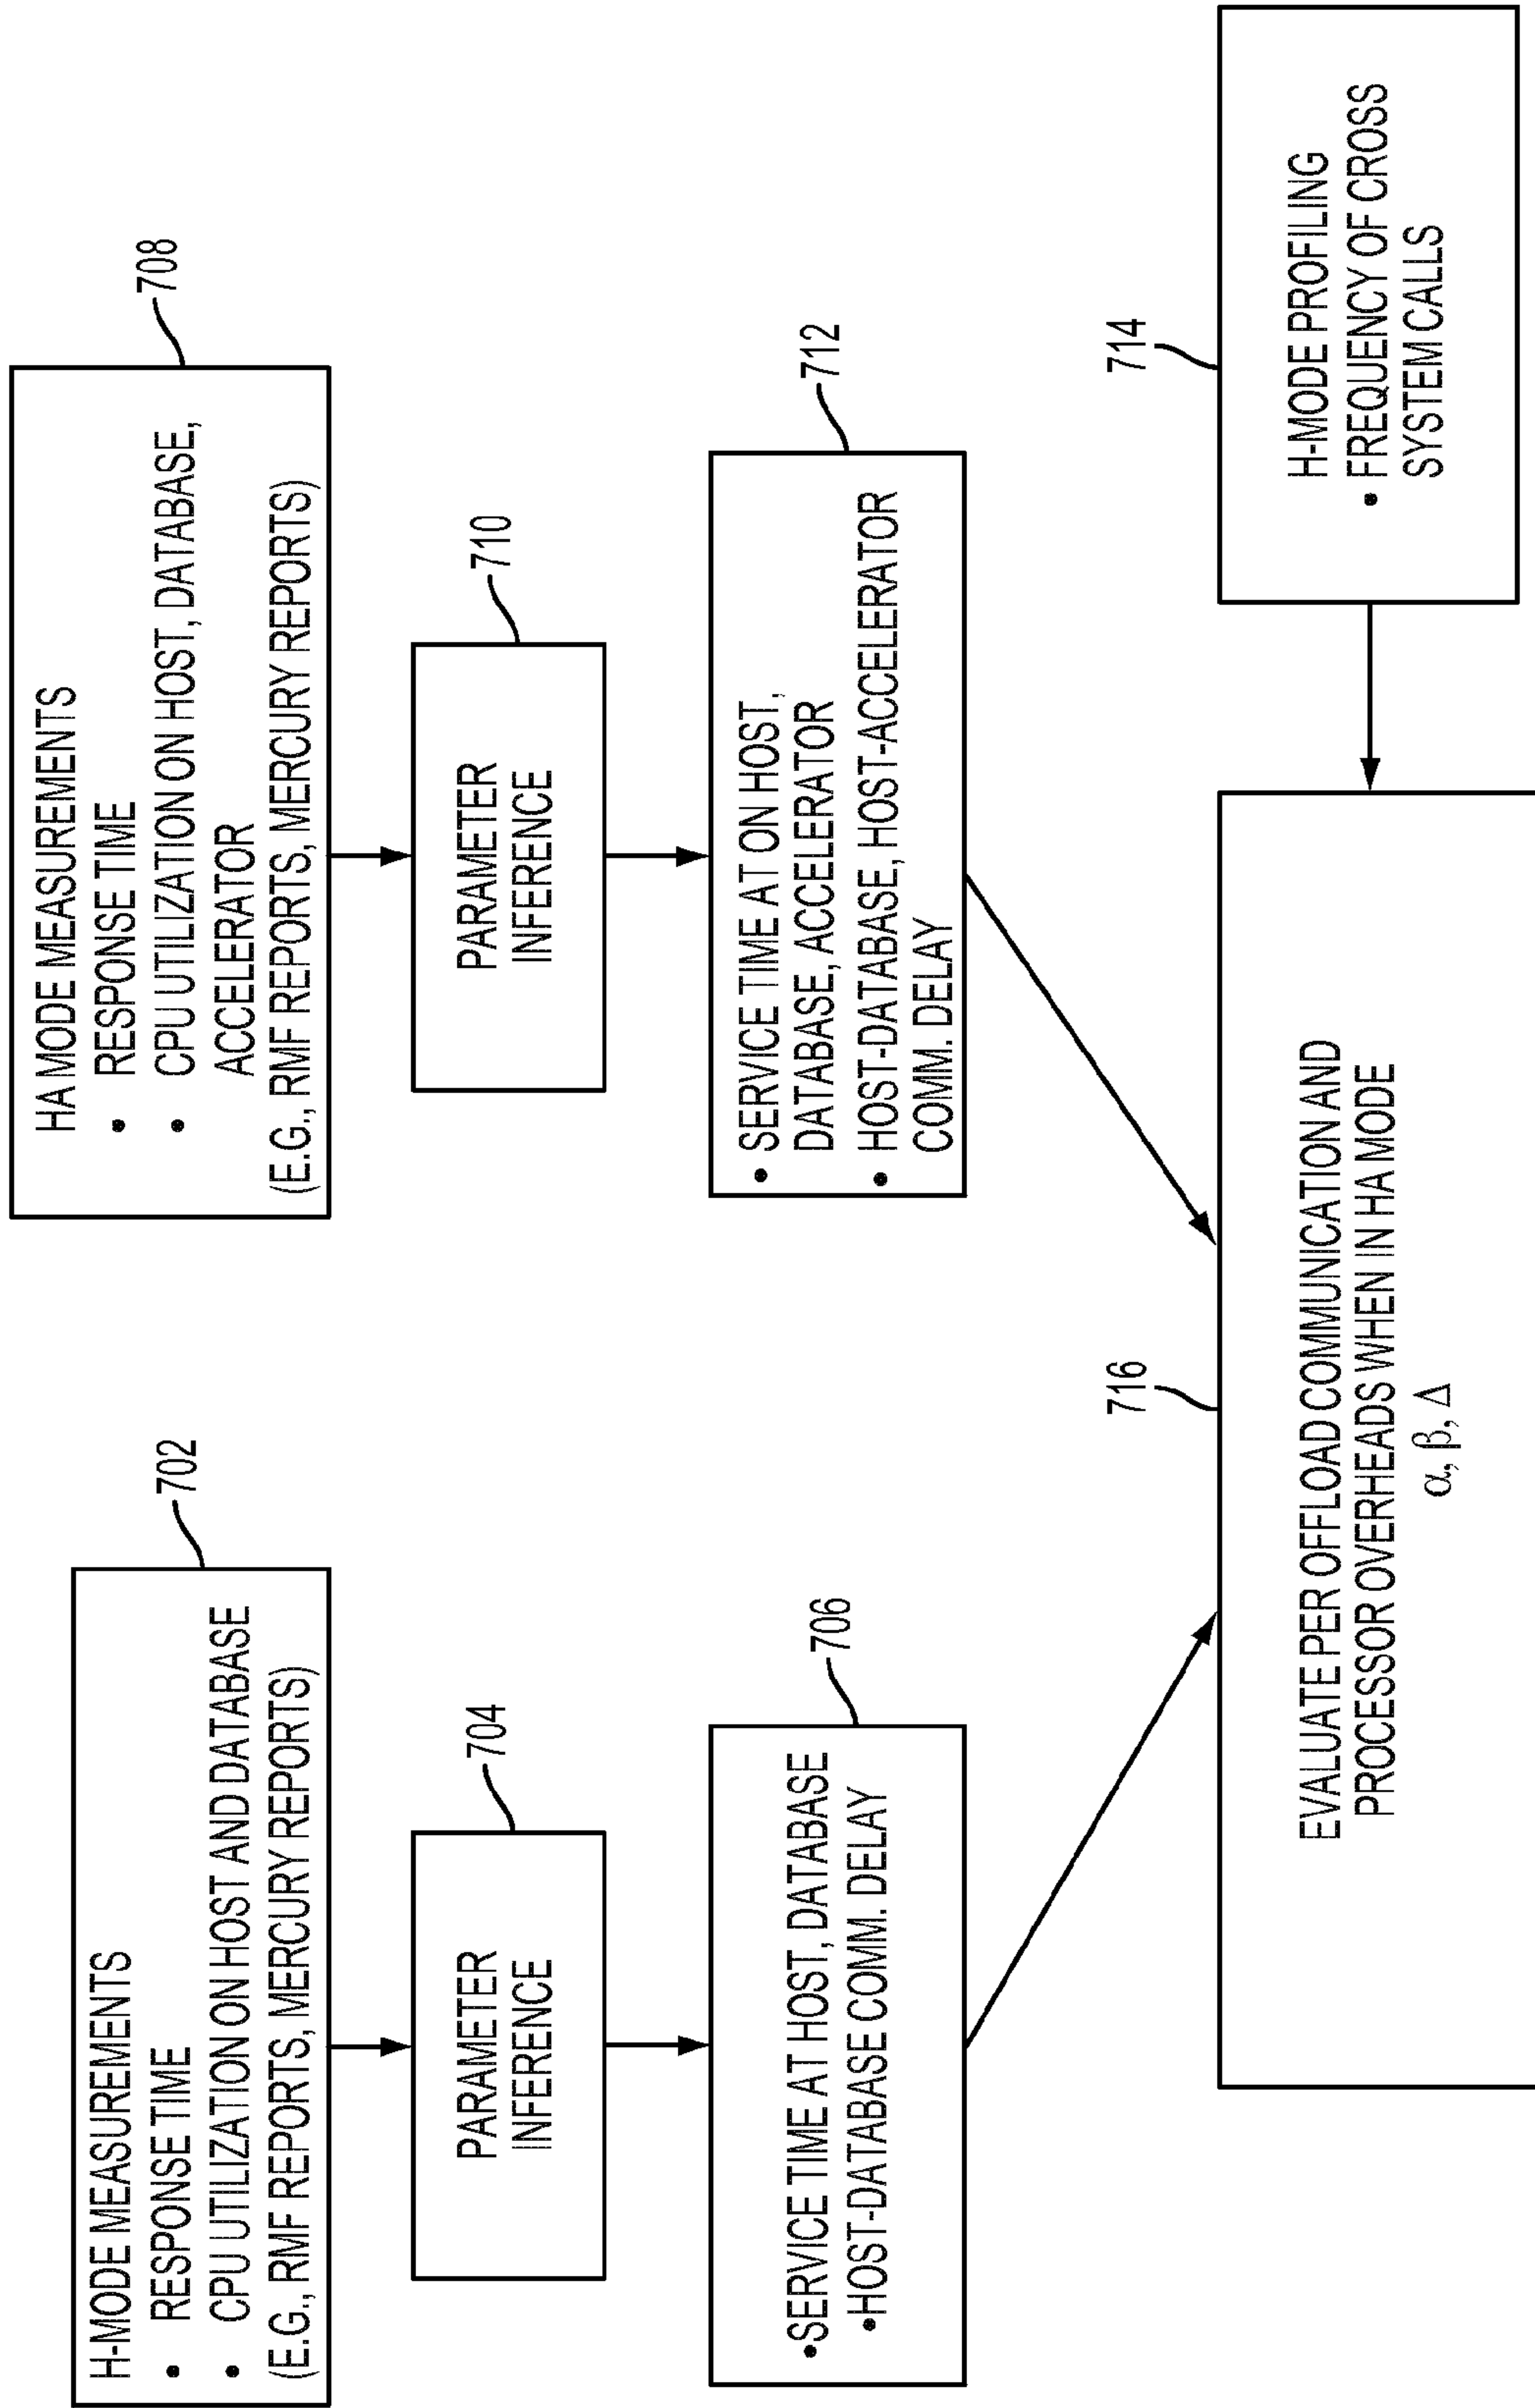 H-MODE MEASUREMENTS
• RESPONSE TIME
• CPU UTILIZATION ON HOST AND DATABASE
(E.G., RMF REPORTS, MERCURY REPORTS)
702
PARAMETER
INFERENCE
704
•SERVICE TIME AT HOST, DATABASE
•HOST-DATABASE COMM. DELAY
706
HA MODE MEASUREMENTS
• RESPONSE TIME
• CPU UTILIZATION ON HOST, DATABASE,
ACCELERATOR
(E.G., RMF REPORTS, MERCURY REPORTS)
708
PARAMETER
INFERENCE
710
• SERVICE TIME AT ON HOST,
DATABASE, ACCELERATOR
• HOST-DATABASE, HOST-ACCELERATOR
COMM. DELAY
712
H-MODE PROFILING
• FREQUENCY OF CROSS
SYSTEM CALLS
714
EVALUATE PER OFFLOAD COMMUNICATION AND
PROCESSOR OVERHEADS WHEN IN HA MODE
α, β, Δ
716